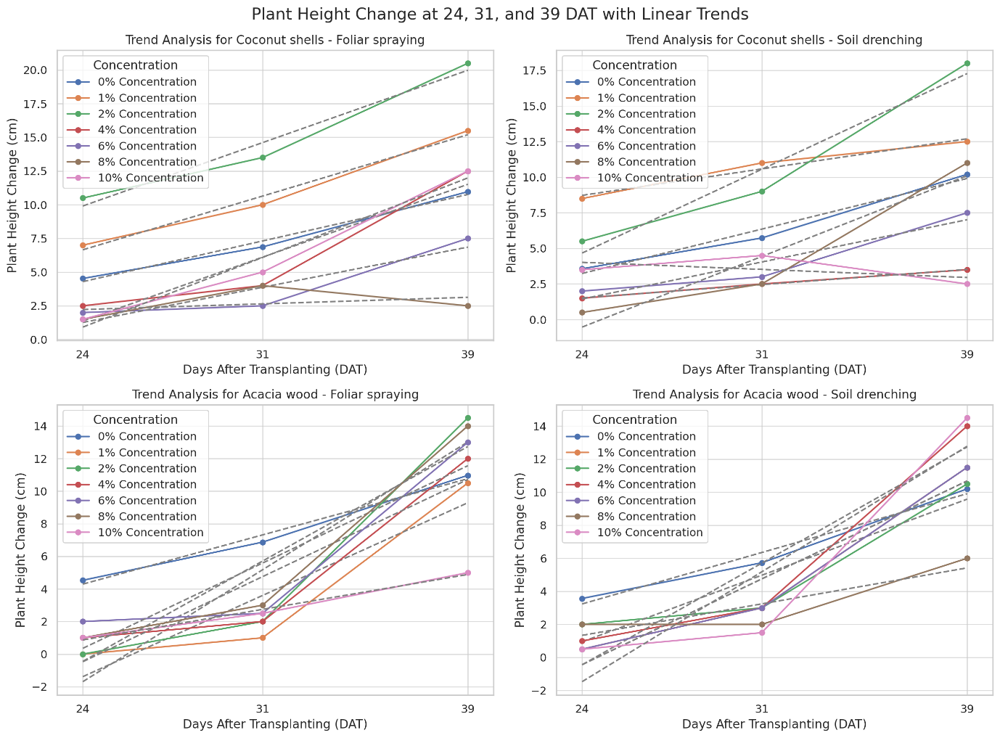 Plant Height Change at 24, 31, and 39 DAT with Linear Trends
Trend Analysis for Coconut shells - Foliar spraying
Plant Height Change (cm)
20.0
17.5
15.0
12.5
10.0
7.5
5.0
2.5
0.0
Concentration
0% Concentration
1% Concentration
2% Concentration
4% Concentration
6% Concentration
8% Concentration
10% Concentration
24
31
39
Days After Transplanting (DAT)
Trend Analysis for Coconut shells - Soil drenching
Plant Height Change (cm)
17.5
15.0
12.5
10.0
7.5
5.0
2.5
0.0
Concentration
0% Concentration
1% Concentration
2% Concentration
4% Concentration
6% Concentration
8% Concentration
10% Concentration
24
31
39
Days After Transplanting (DAT)
Trend Analysis for Acacia wood - Foliar spraying
Plant Height Change (cm)
14
12
10
8
6
4
2
0
−2
Concentration
0% Concentration
1% Concentration
2% Concentration
4% Concentration
6% Concentration
8% Concentration
10% Concentration
24
31
39
Days After Transplanting (DAT)
Trend Analysis for Acacia wood - Soil drenching
Plant Height Change (cm)
14
12
10
8
6
4
2
0
−2
Concentration
0% Concentration
1% Concentration
2% Concentration
4% Concentration
6% Concentration
8% Concentration
10% Concentration
24
31
39
Days After Transplanting (DAT)